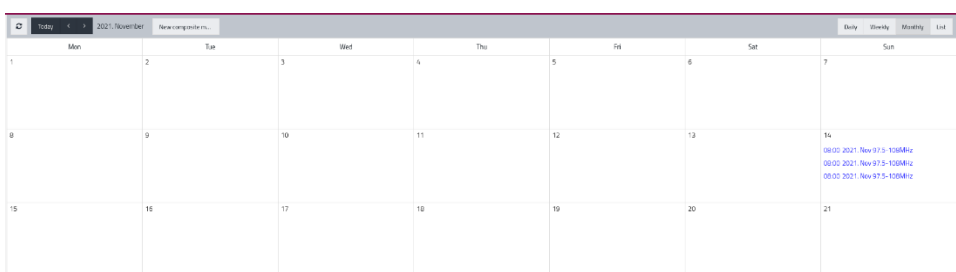 Today < > 2021. November New composite m... Daily Weekly Monthly List
Mon Tue Wed Thu Fri Sat Sun
1 2 3 4 5 6 7
8 9 10 11 12 13 14
08:00 2021. Nov 97.5-108MHz
08:00 2021. Nov 97.5-108MHz
08:00 2021. Nov 97.5-108MHz
15 16 17 18 19 20 21